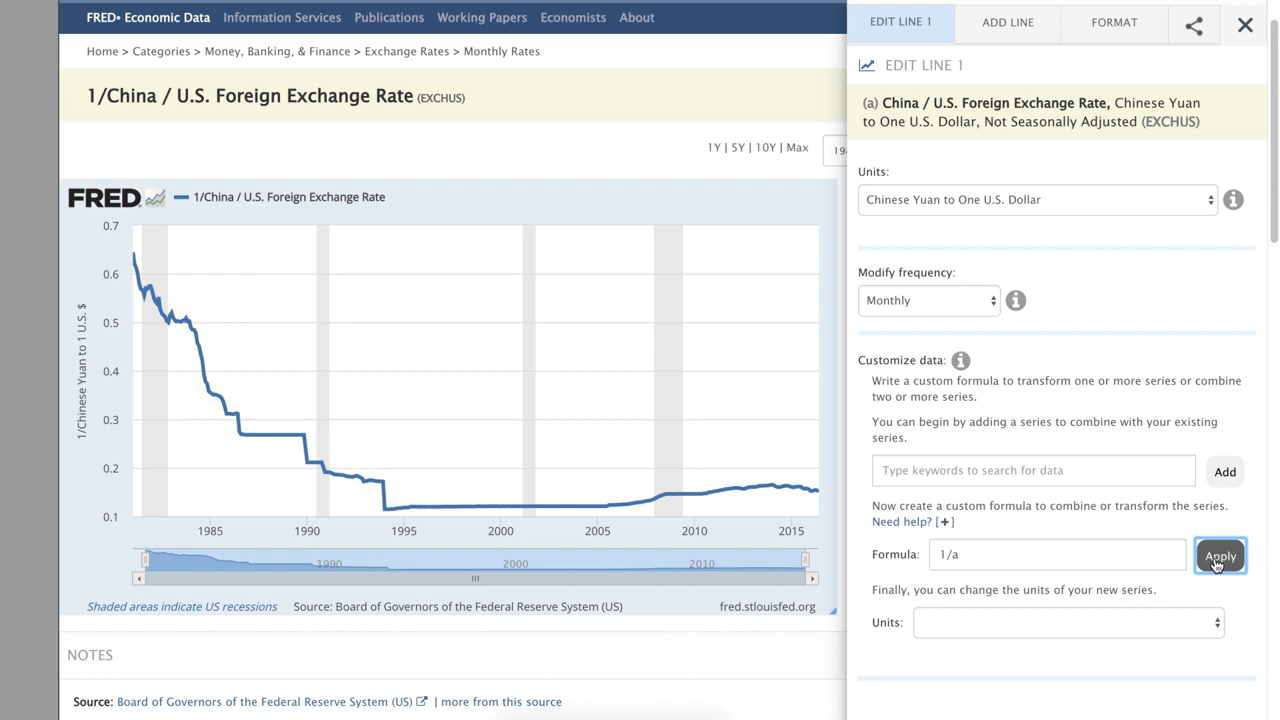 FRED• Economic Data Information Services Publications Working Papers Economists About
Home > Categories > Money, Banking, & Finance > Exchange Rates > Monthly Rates
1/China / U.S. Foreign Exchange Rate (EXCHUS)
1Y | 5Y | 10Y | Max
FRED 1/China / U.S. Foreign Exchange Rate
1/Chinese Yuan to 1 U.S. $
0.7
0.6
0.5
0.4
0.3
0.2
0.1
1985 1990 1995 2000 2005 2010 2015
1990 2000 2010
Shaded areas indicate US recessions Source: Board of Governors of the Federal Reserve System (US) fred.stlouisfed.org
NOTES
Source: Board of Governors of the Federal Reserve System (US) | more from this source
EDIT LINE 1 ADD LINE FORMAT
EDIT LINE 1
(a) China / U.S. Foreign Exchange Rate, Chinese Yuan
to One U.S. Dollar, Not Seasonally Adjusted (EXCHUS)
Units:
Chinese Yuan to One U.S. Dollar
Modify frequency:
Monthly
Customize data:
Write a custom formula to transform one or more series or combine
two or more series.
You can begin by adding a series to combine with your existing
series.
Type keywords to search for data Add
Now create a custom formula to combine or transform the series.
Need help? [+]
Formula: 1/a Apply
Finally, you can change the units of your new series.
Units: